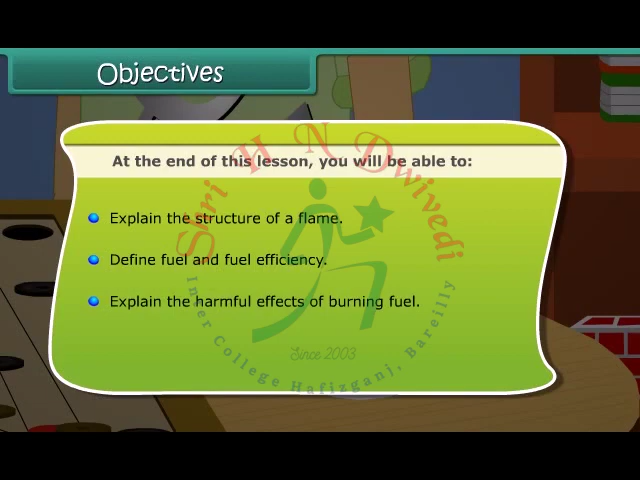 Objectives
At the end of this lesson, you will be able to:
Explain the structure of a flame.
Define fuel and fuel efficiency.
Explain the harmful effects of burning fuel.
Shri H N Dwivedi
Inter College Hafizganj, Bareilly
Since 2003